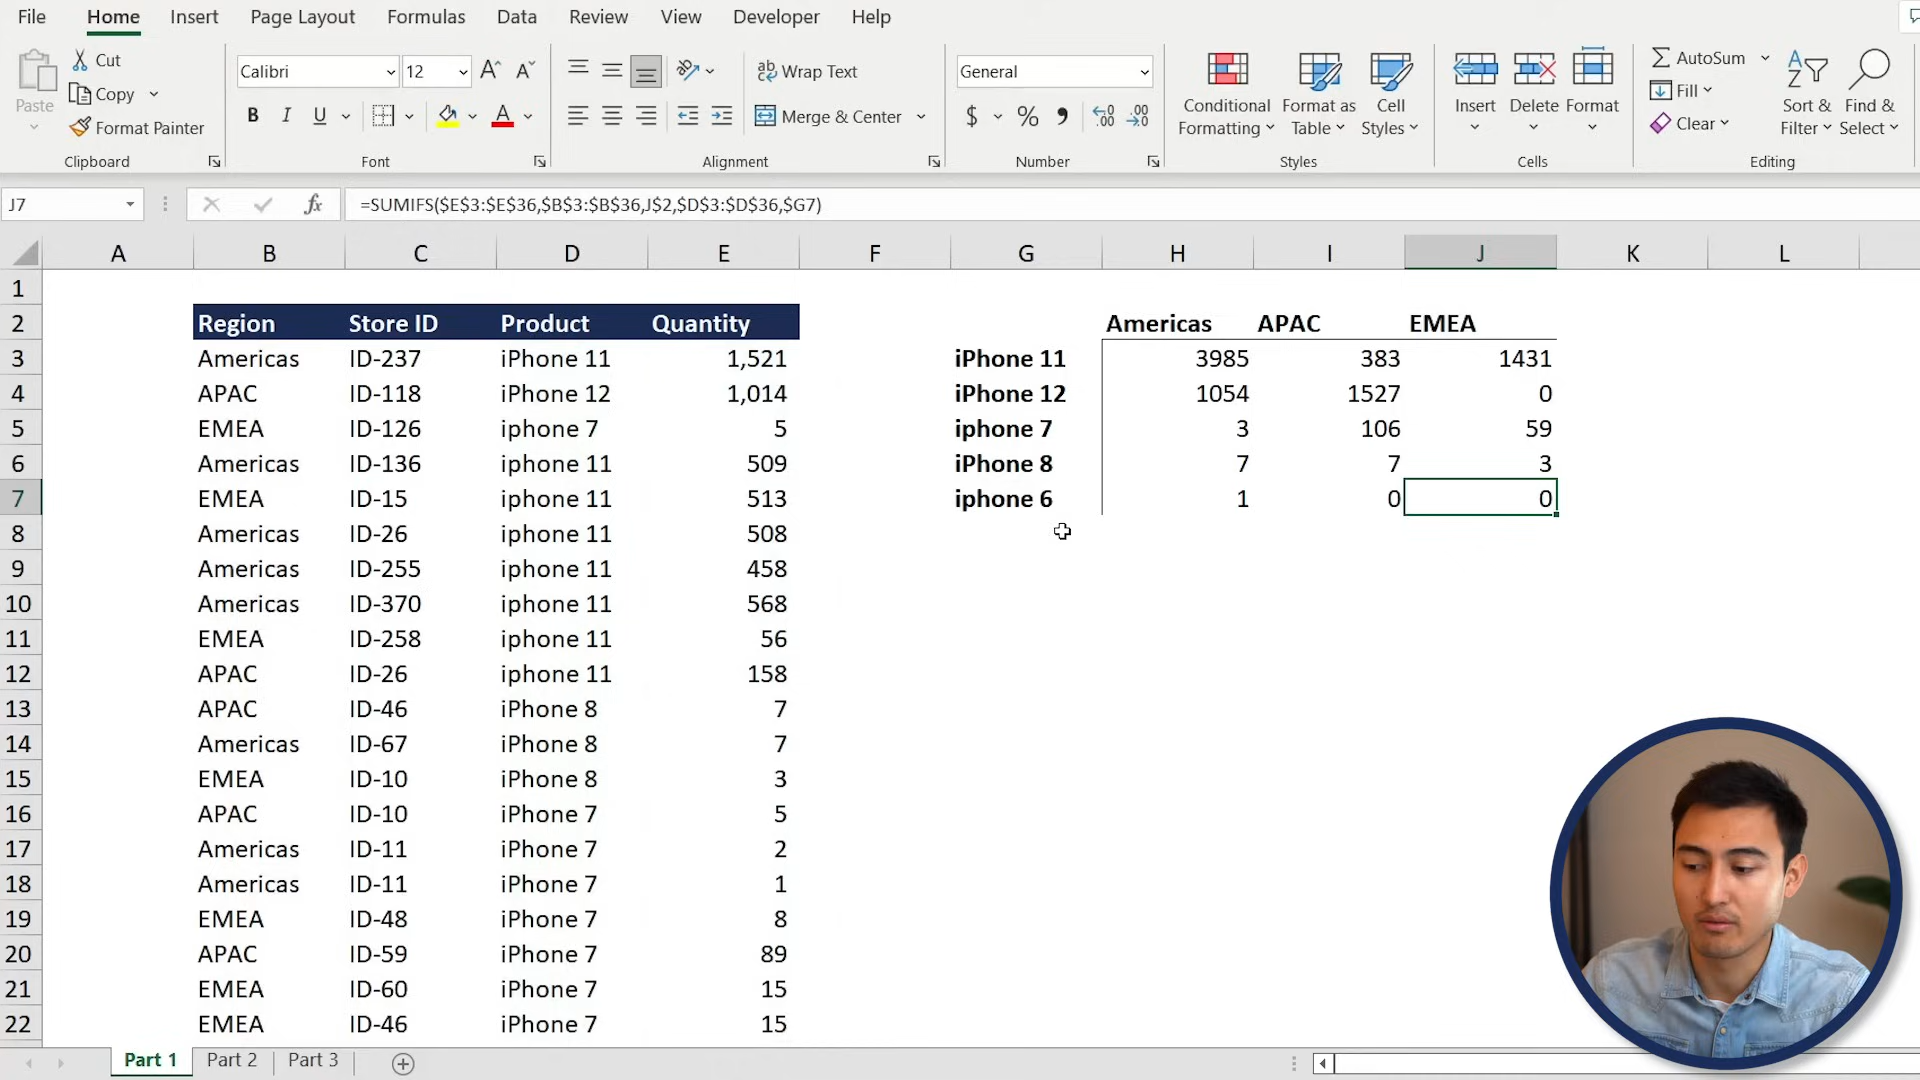 File Home Insert Page Layout Formulas Data Review View Developer Help
Paste
Cut
Copy
Format Painter
Clipboard
Calibri 12
B I U
Font
Wrap Text
Merge & Center
Alignment
General
$ % ,
Number
Conditional Formatting
Format as Table
Cell Styles
Styles
Insert Delete Format
Cells
AutoSum
Fill
Clear
Sort & Filter
Find & Select
Editing
J7 fx =SUMIFS($E$3:$E$36,$B$3:$B$36,J$2,$D$3:$D$36,$G7)
A B C D E F G H I J K L
1
2 Region Store ID Product Quantity Americas APAC EMEA
3 Americas ID-237 iPhone 11 1,521 iPhone 11 3985 383 1431
4 APAC ID-118 iPhone 12 1,014 iPhone 12 1054 1527 0
5 EMEA ID-126 iphone 7 5 iphone 7 3 106 59
6 Americas ID-136 iphone 11 509 iPhone 8 7 7 3
7 EMEA ID-15 iphone 11 513 iphone 6 1 0 0
8 Americas ID-26 iphone 11 508
9 Americas ID-255 iphone 11 458
10 Americas ID-370 iphone 11 568
11 EMEA ID-258 iphone 11 56
12 APAC ID-26 iphone 11 158
13 APAC ID-46 iPhone 8 7
14 Americas ID-67 iPhone 8 7
15 EMEA ID-10 iPhone 8 3
16 APAC ID-10 iPhone 7 5
17 Americas ID-11 iPhone 7 2
18 Americas ID-11 iPhone 7 1
19 EMEA ID-48 iPhone 7 8
20 APAC ID-59 iPhone 7 89
21 EMEA ID-60 iPhone 7 15
22 EMEA ID-46 iPhone 7 15
Part 1 Part 2 Part 3